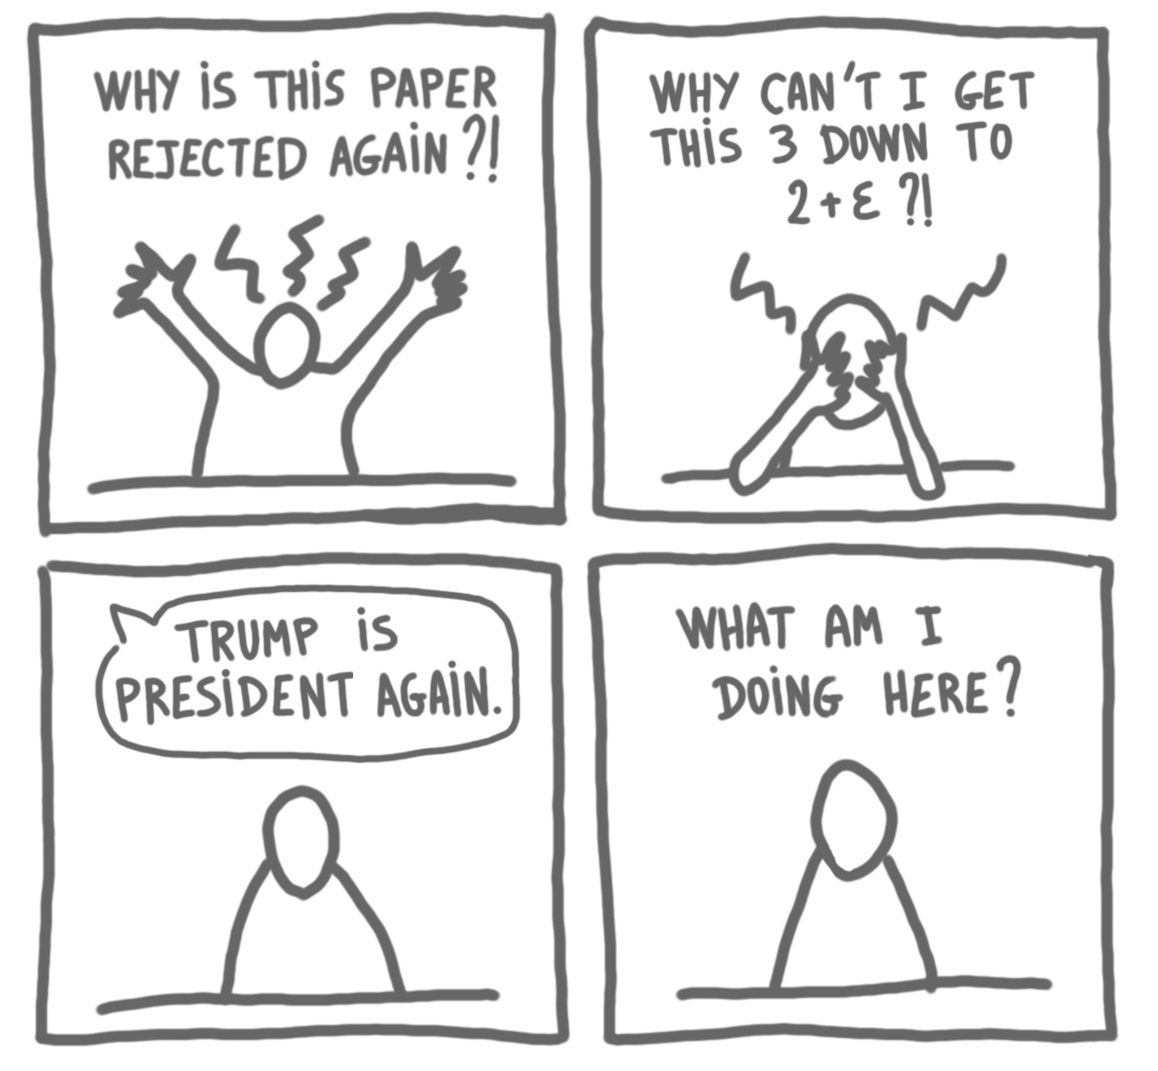 WHY iS THiS PAPER
REJECTED AGAiN?!
WHY CAN'T I GET
THiS 3 DOWN TO
2+ε?!
TRUMP iS
PRESiDENT AGAiN.
WHAT AM I
DOiNG HERE?